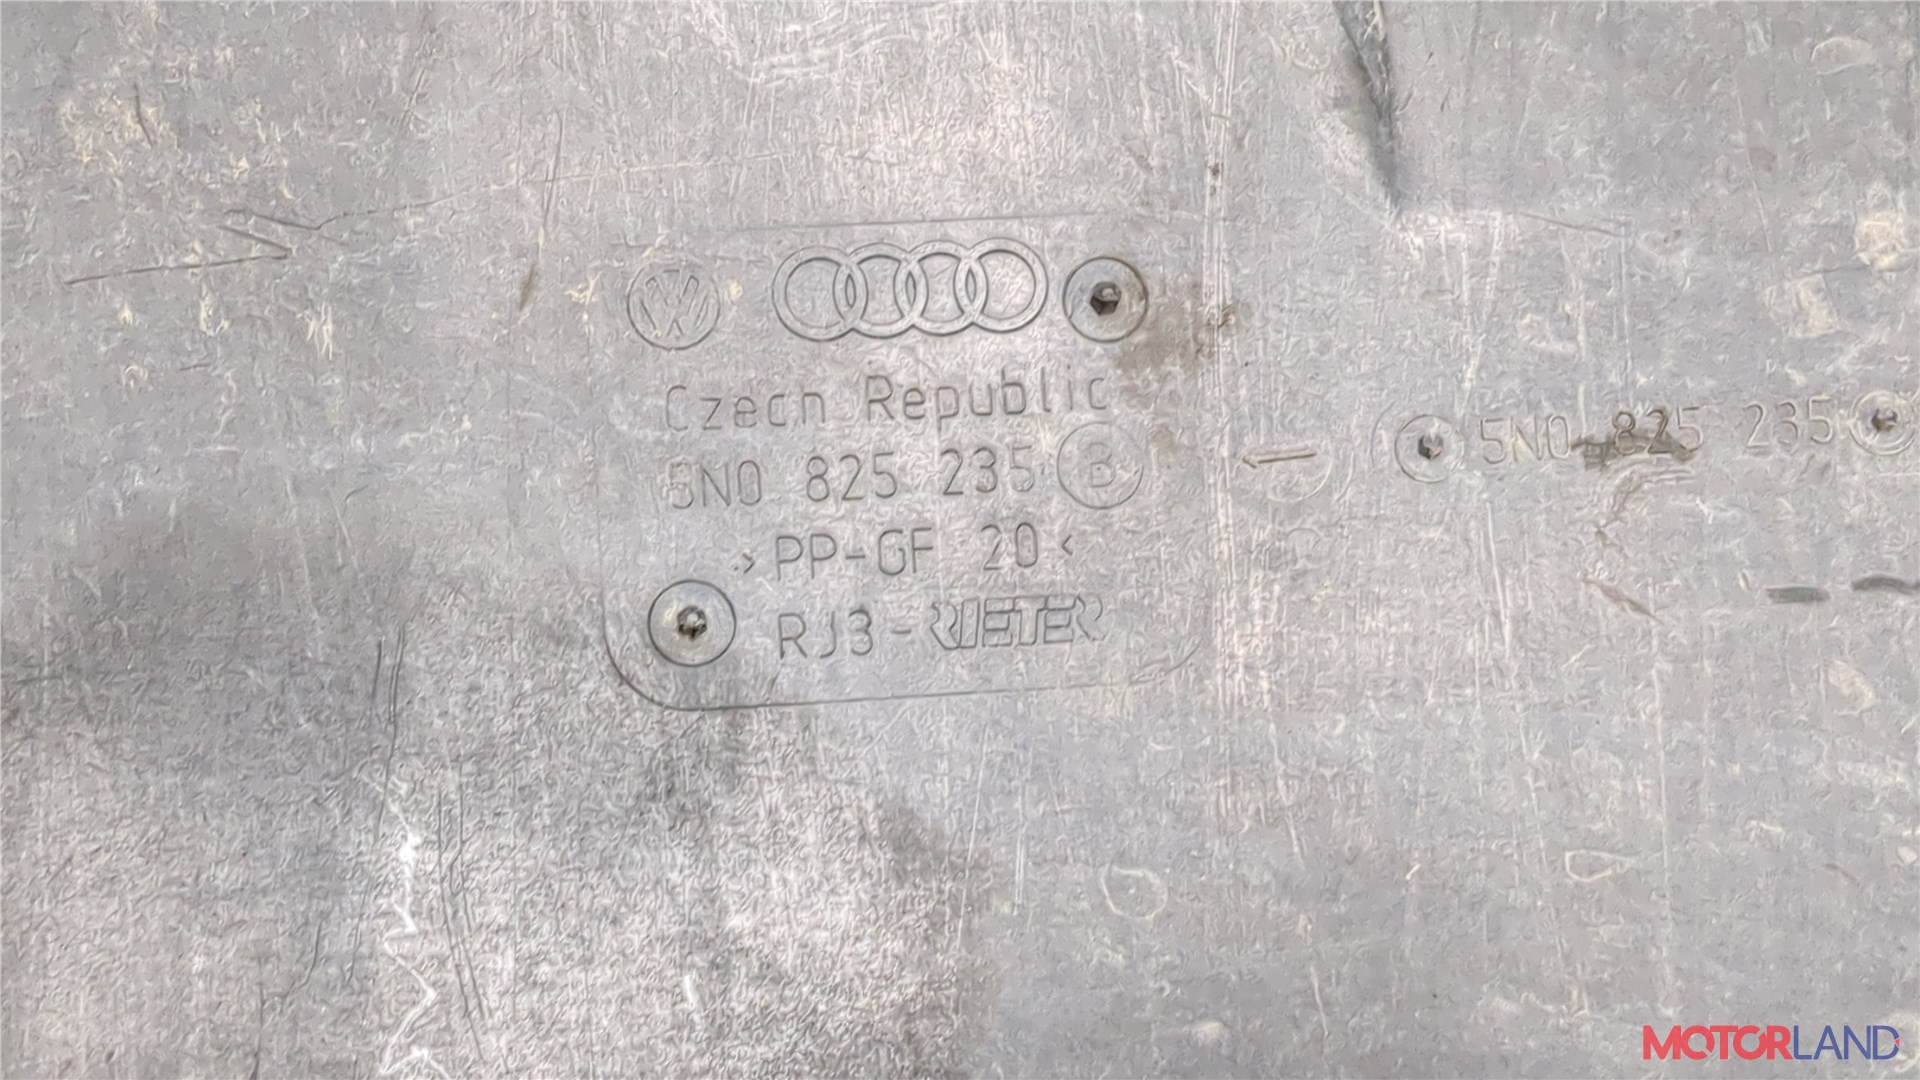 Czech Republic
5N0 825 235 B
>PP-GF 20<
RJ3-RIETER
5N0 825 235
MOTORLAND